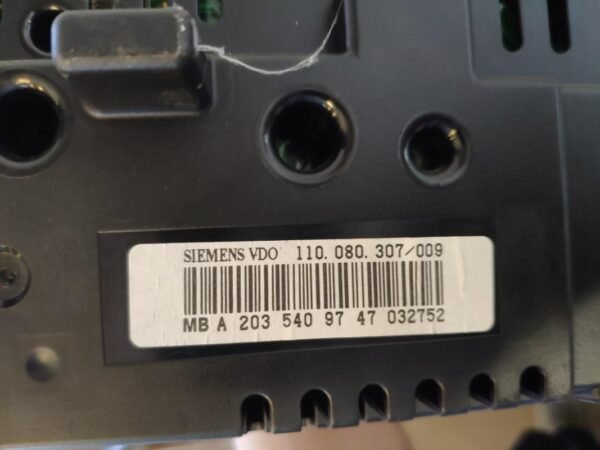 SIEMENS VDO 110.080.307/009
MB A 203 540 97 47 032752